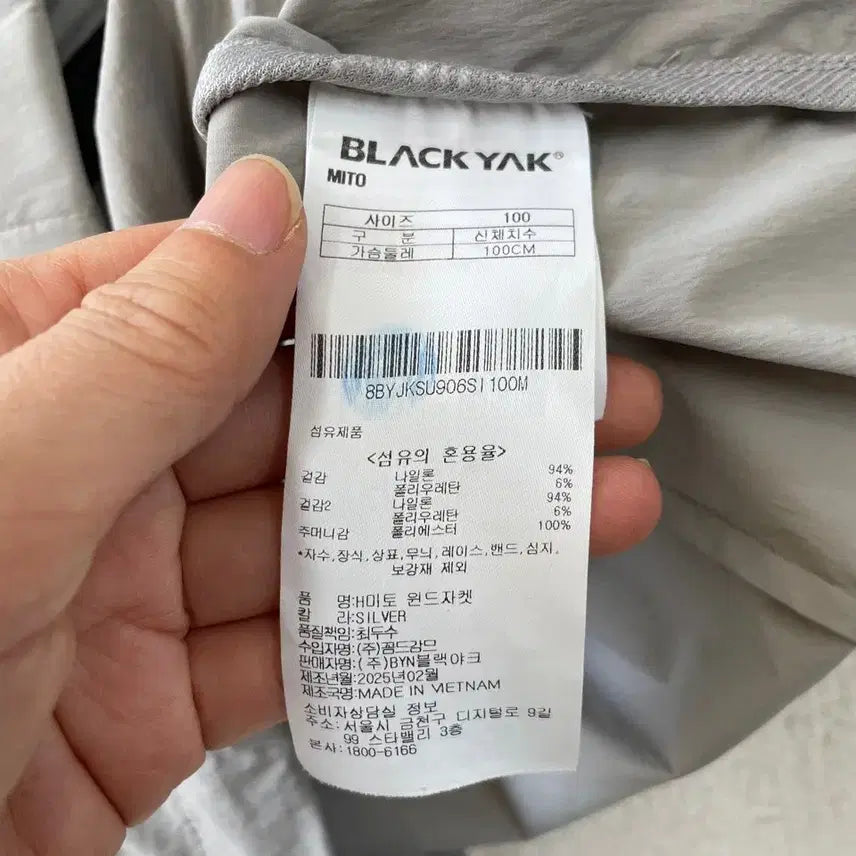 BLACKYAK®
MITO
사이즈 100
구 분 신체치수
가슴둘레 100CM
8BYJKSU906SI100M
섬유제품
<섬유의 혼용율>
겉감 나일론 94%
폴리우레탄 6%
겉감2 나일론 94%
폴리우레탄 6%
주머니감 폴리에스터 100%
*자수,장식,상표,무늬,레이스,밴드,심지,
보강재 제외
품 명:H미토 윈드자켓
칼 라:SILVER
품질책임:최두수
수입자명:(주)골드감므
판매자명:(주)BYN블랙야크
제조년월:2025년02월
제조국명:MADE IN VIETNAM
소비자상담실 정보
주소:서울시 금천구 디지털로 9길
99 스타밸리 3층
본사:1800-6166